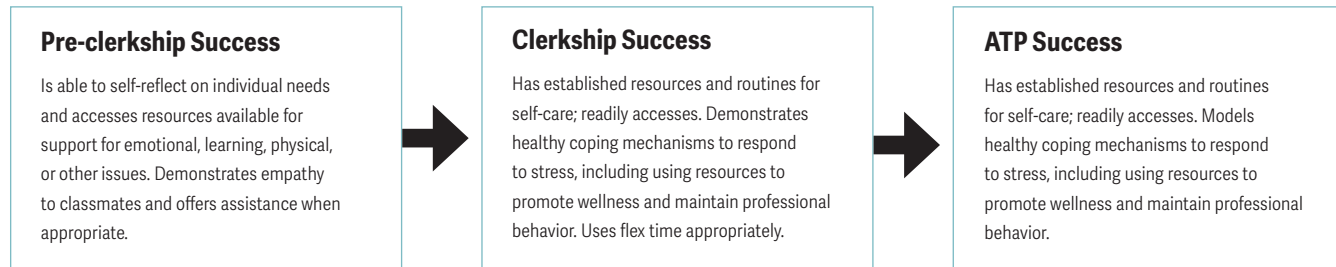 Pre-clerkship Success
Is able to self-reflect on individual needs
and accesses resources available for
support for emotional, learning, physical,
or other issues. Demonstrates empathy
to classmates and offers assistance when
appropriate.
Clerkship Success
Has established resources and routines for
self-care; readily accesses. Demonstrates
healthy coping mechanisms to respond
to stress, including using resources to
promote wellness and maintain professional
behavior. Uses flex time appropriately.
ATP Success
Has established resources and routines
for self-care; readily accesses. Models
healthy coping mechanisms to respond
to stress, including using resources to
promote wellness and maintain professional
behavior.